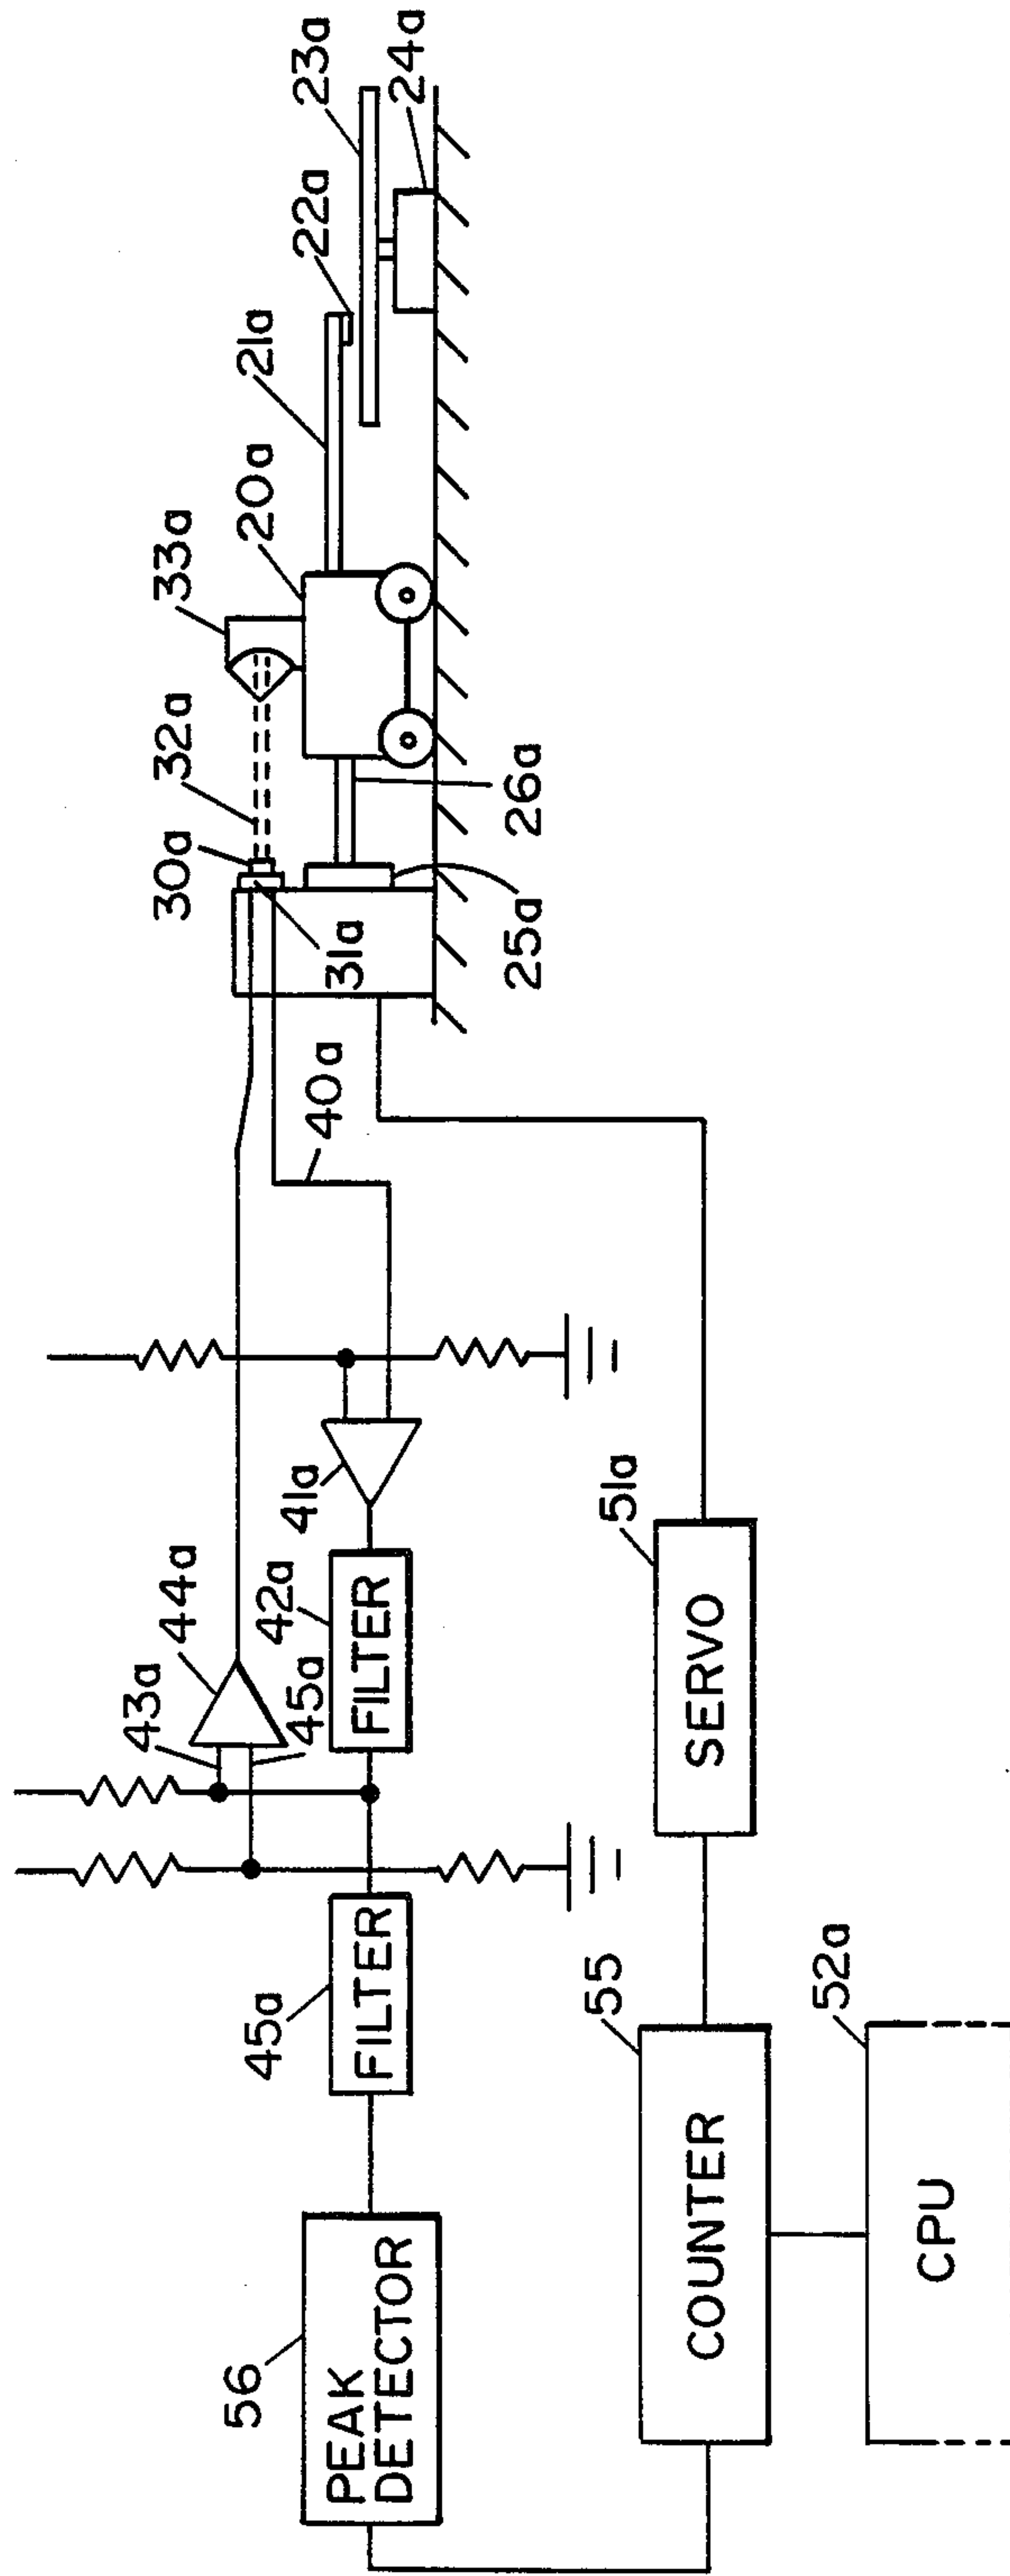 23a
24a
22a
21a
20a
33a
32a
26a
30a
31a
25a
40a
41a
51a
44a
42a
43a
45a
FILTER
SERVO
45a
FILTER
55
52a
COUNTER
CPU
56
PEAK
DETECTOR